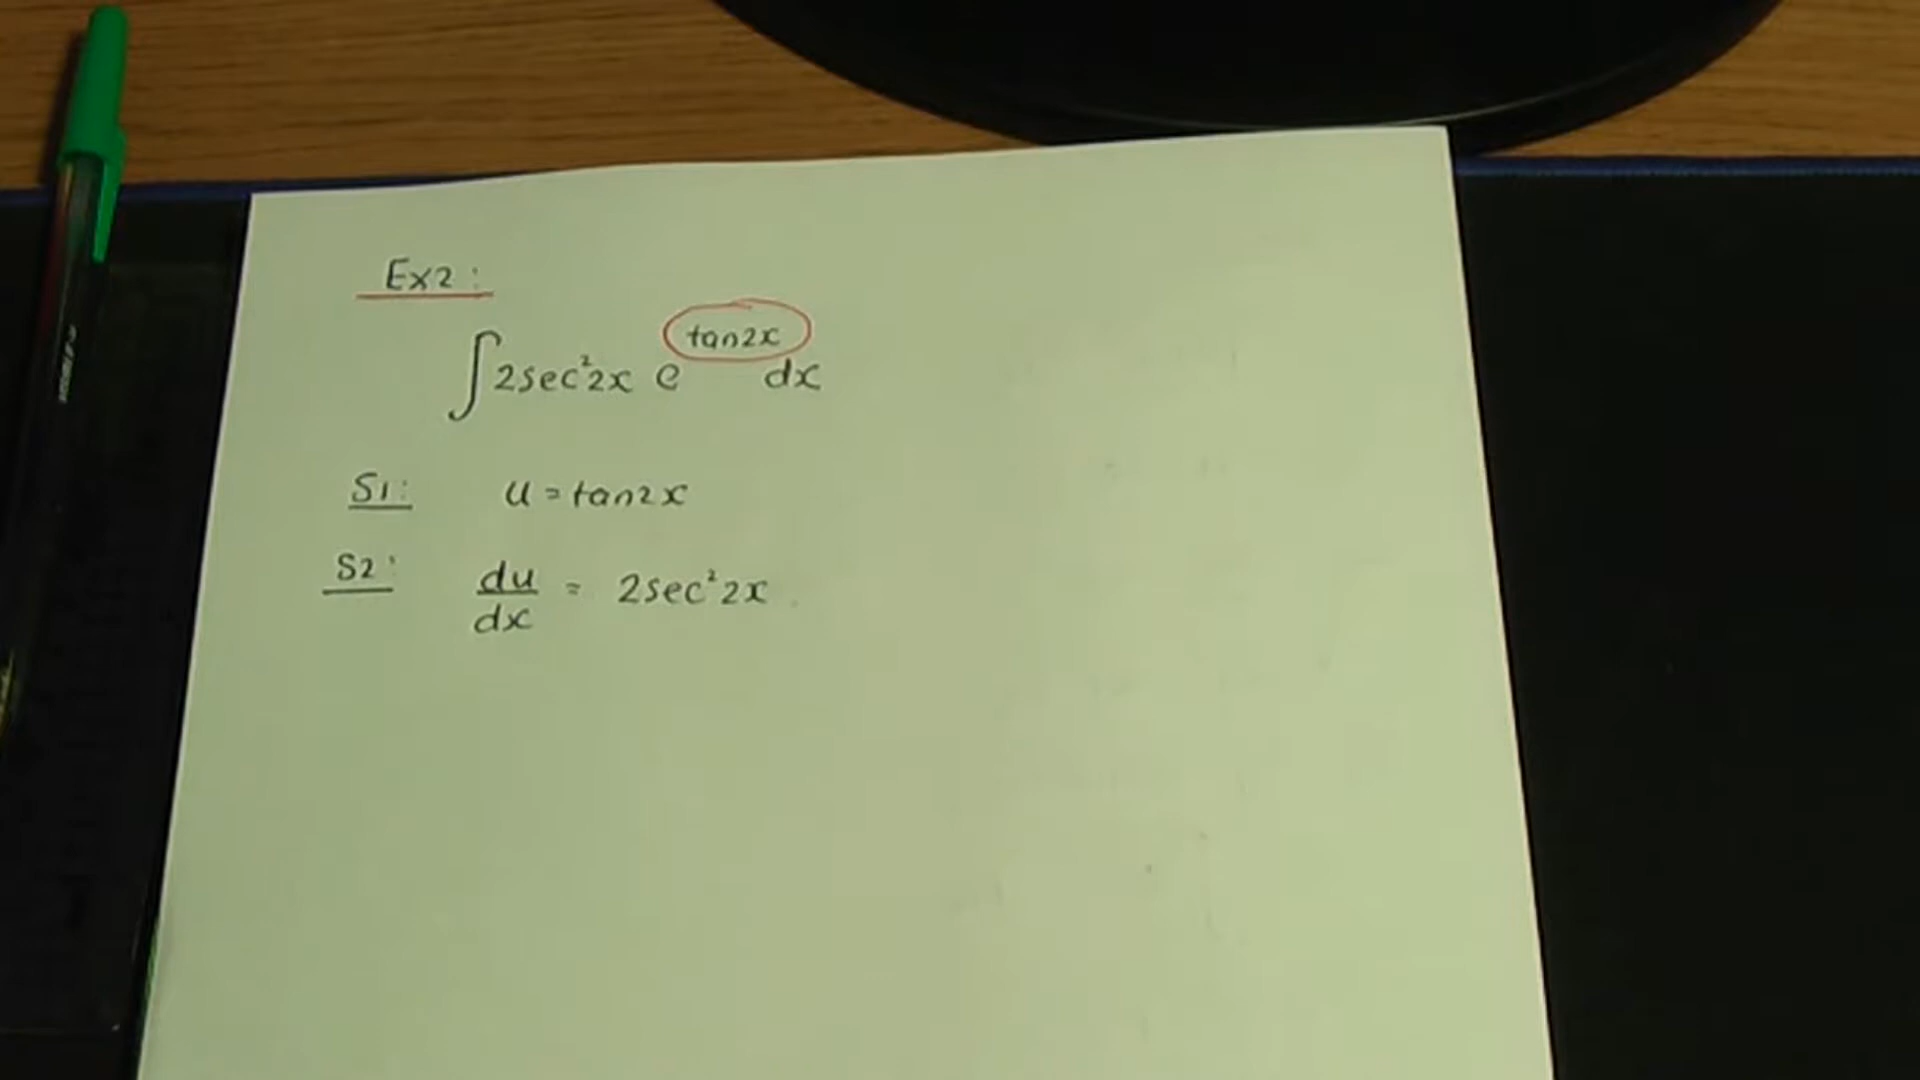 Ex2:
∫2sec²2x e^tan2x dx
S1: u = tan2x
S2: du/dx = 2sec²2x